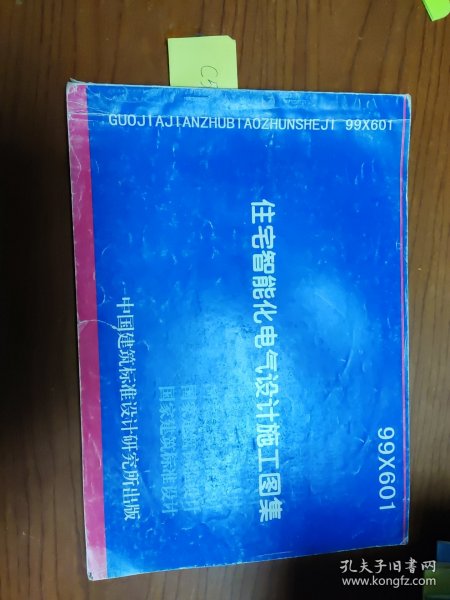 GUOJIAJIANZHUBIAOZHUNSHEJI 99X601
住宅智能化电气设计施工图集
99X601
国家建筑标准设计
中国建筑标准设计研究所出版
孔夫子旧书网
www.kongfz.com